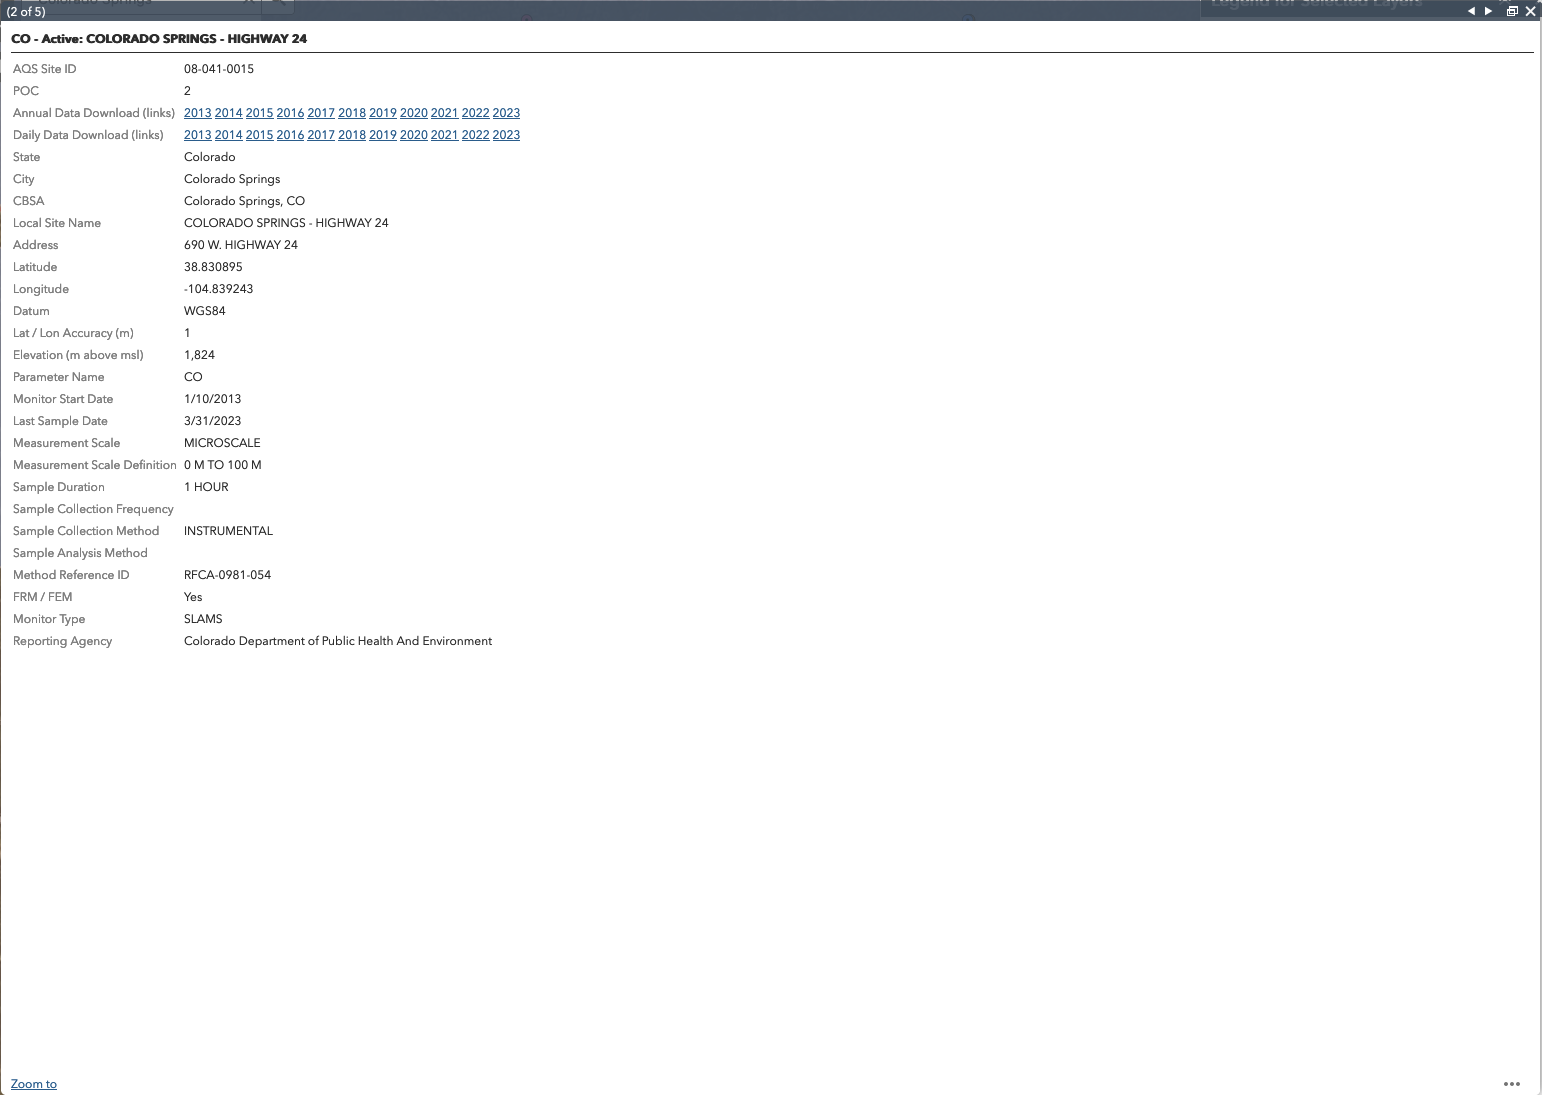 (2 of 5)
CO - Active: COLORADO SPRINGS - HIGHWAY 24
AQS Site ID 08-041-0015
POC 2
Annual Data Download (links) 2013 2014 2015 2016 2017 2018 2019 2020 2021 2022 2023
Daily Data Download (links) 2013 2014 2015 2016 2017 2018 2019 2020 2021 2022 2023
State Colorado
City Colorado Springs
CBSA Colorado Springs, CO
Local Site Name COLORADO SPRINGS - HIGHWAY 24
Address 690 W. HIGHWAY 24
Latitude 38.830895
Longitude -104.839243
Datum WGS84
Lat / Lon Accuracy (m) 1
Elevation (m above msl) 1,824
Parameter Name CO
Monitor Start Date 1/10/2013
Last Sample Date 3/31/2023
Measurement Scale MICROSCALE
Measurement Scale Definition 0 M TO 100 M
Sample Duration 1 HOUR
Sample Collection Frequency
Sample Collection Method INSTRUMENTAL
Sample Analysis Method
Method Reference ID RFCA-0981-054
FRM / FEM Yes
Monitor Type SLAMS
Reporting Agency Colorado Department of Public Health And Environment
Zoom to